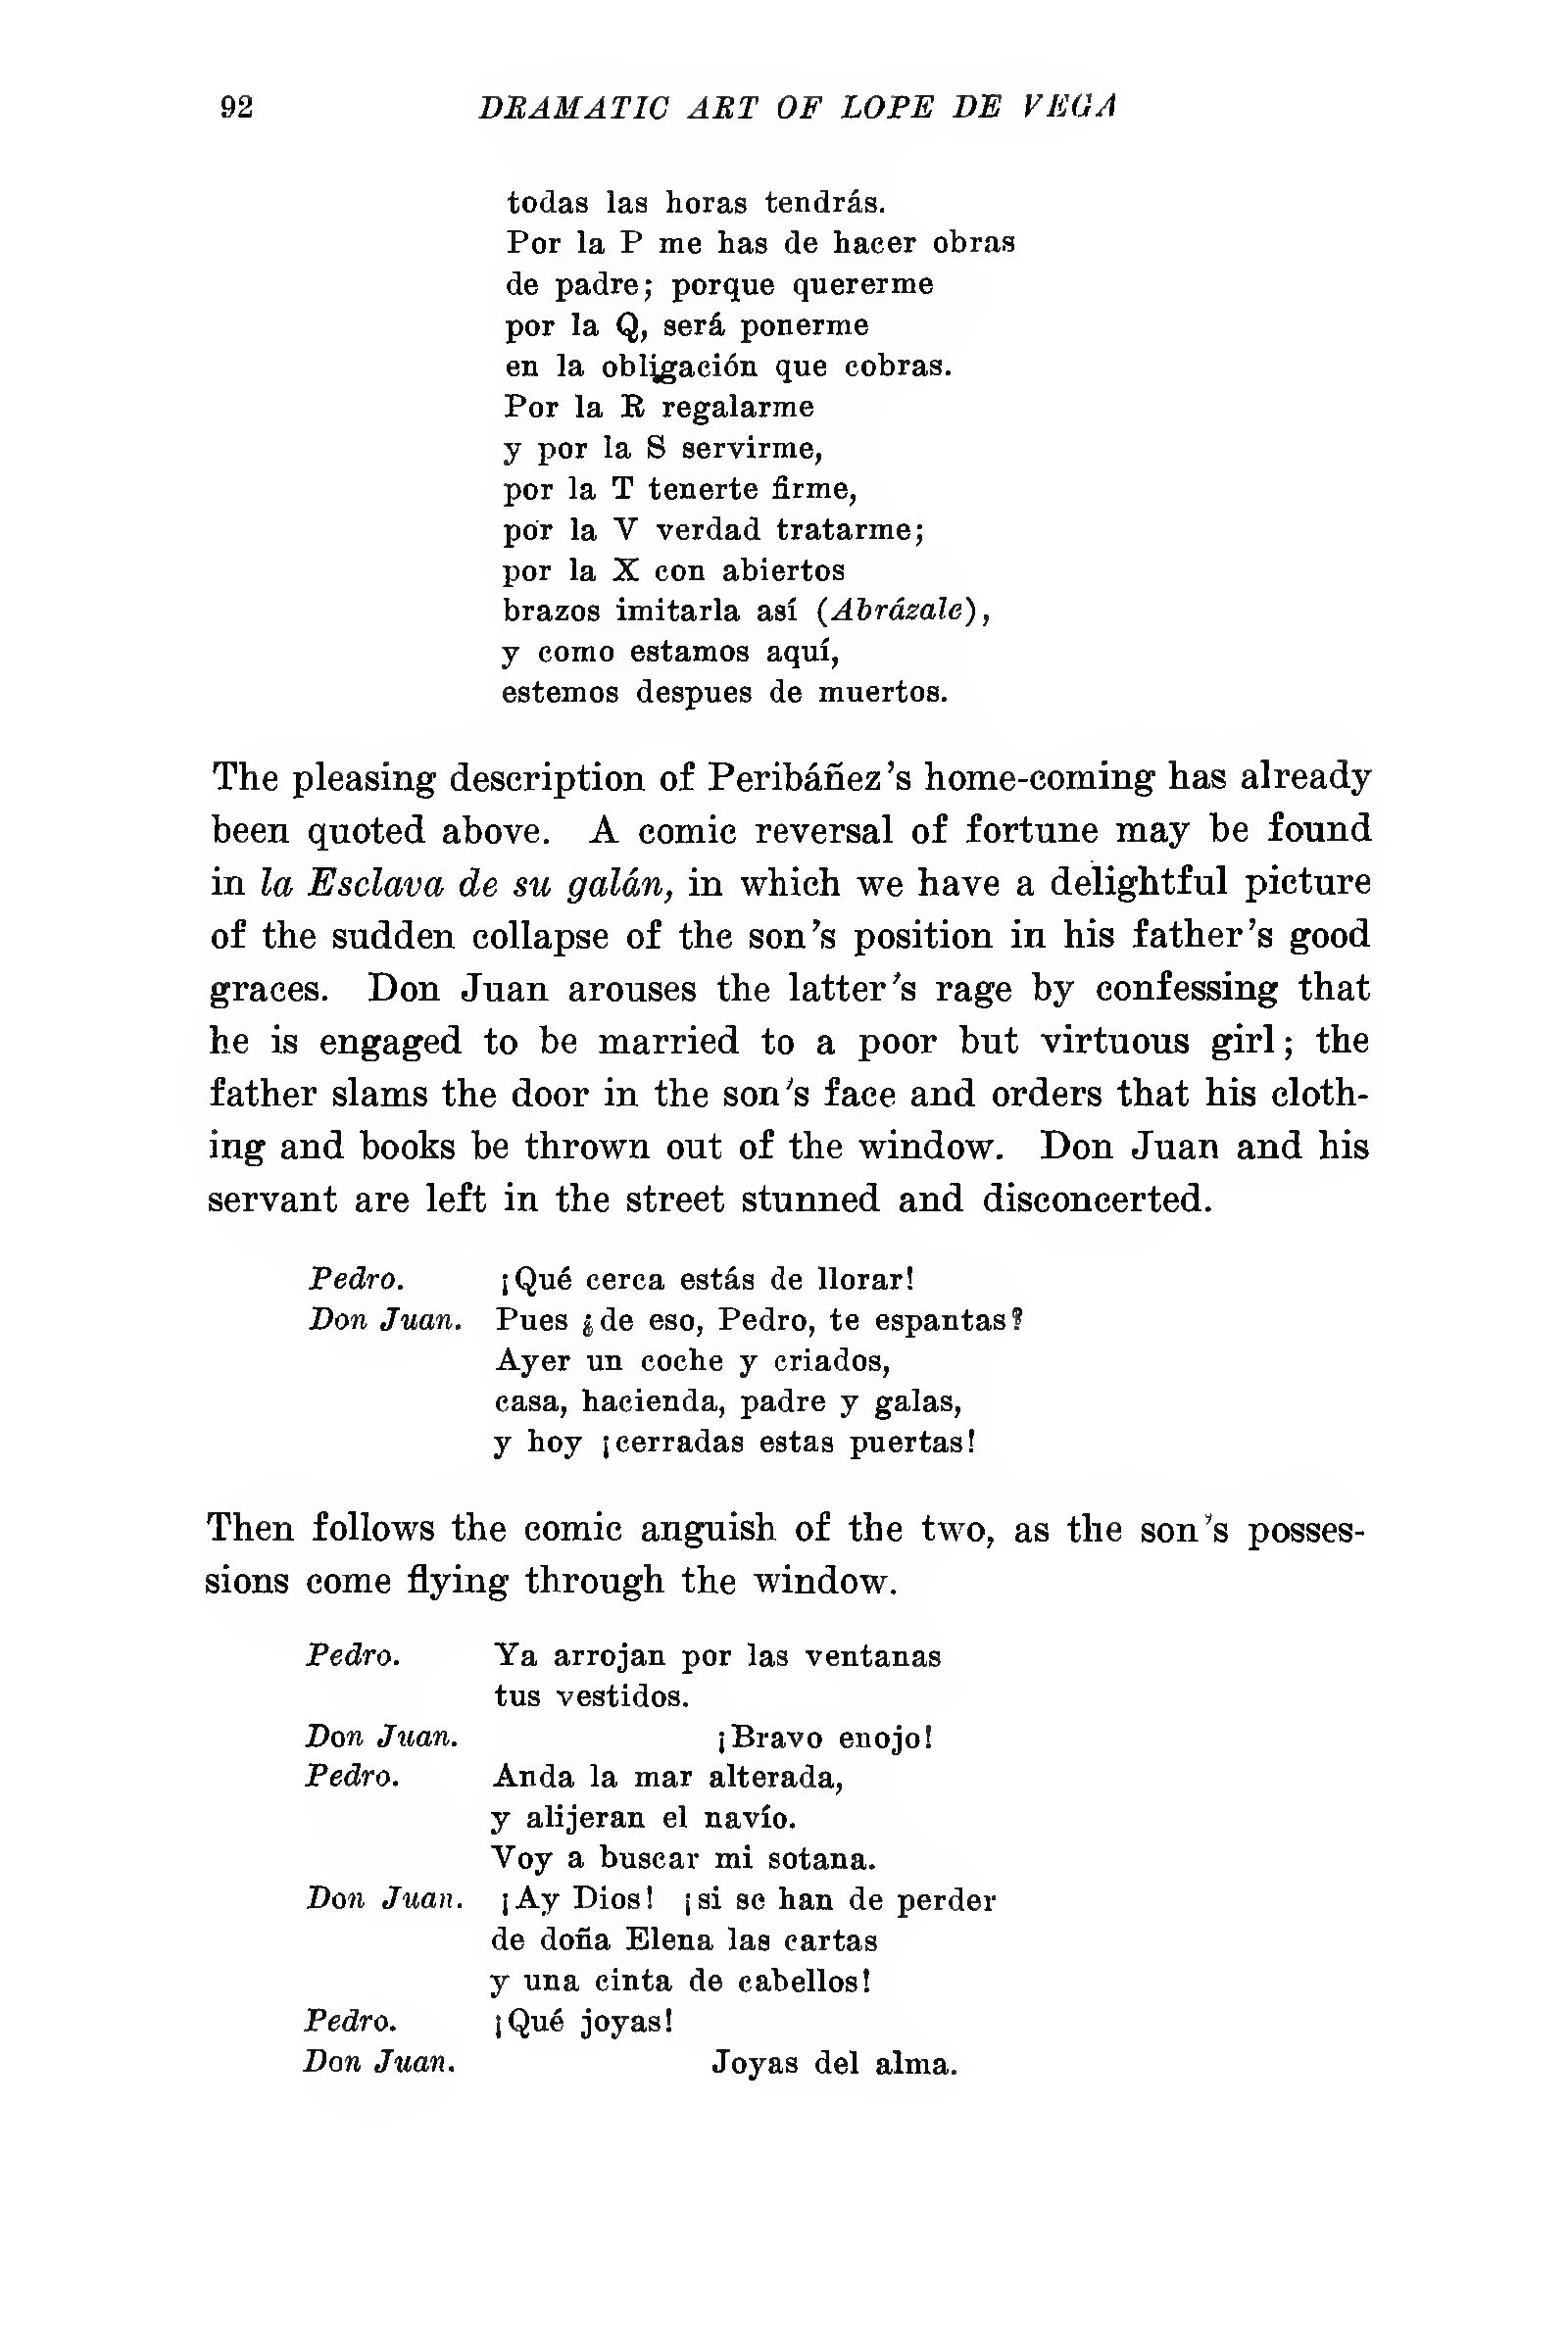 92 DRAMATIC ART OF LOPE DE VEGA
todas las horas tendrás.
Por la P me has de hacer obras
de padre; porque quererme
por la Q, será ponerme
en la obligación que cobras.
Por la R regalarme
y por la S servirme,
por la T tenerte firme,
por la V verdad tratarme;
por la X con abiertos
brazos imitarla así (Abrázale),
y como estamos aquí,
estemos despues de muertos.
The pleasing description of Peribáñez's home-coming has already
been quoted above. A comic reversal of fortune may be found
in la Esclava de su galán, in which we have a delightful picture
of the sudden collapse of the son's position in his father's good
graces. Don Juan arouses the latter's rage by confessing that
he is engaged to be married to a poor but virtuous girl; the
father slams the door in the son's face and orders that his cloth-
ing and books be thrown out of the window. Don Juan and his
servant are left in the street stunned and disconcerted.
Pedro. ¡Qué cerca estás de llorar!
Don Juan. Pues ¿de eso, Pedro, te espantas?
Ayer un coche y criados,
casa, hacienda, padre y galas,
y hoy ¡cerradas estas puertas!
Then follows the comic anguish of the two, as the son's posses-
sions come flying through the window.
Pedro. Ya arrojan por las ventanas
tus vestidos.
Don Juan. ¡Bravo enojo!
Pedro. Anda la mar alterada,
y alijeran el navío.
Voy a buscar mi sotana.
Don Juan. ¡Ay Dios! ¡si se han de perder
de doña Elena las cartas
y una cinta de cabellos!
Pedro. ¡Qué joyas!
Don Juan. Joyas del alma.